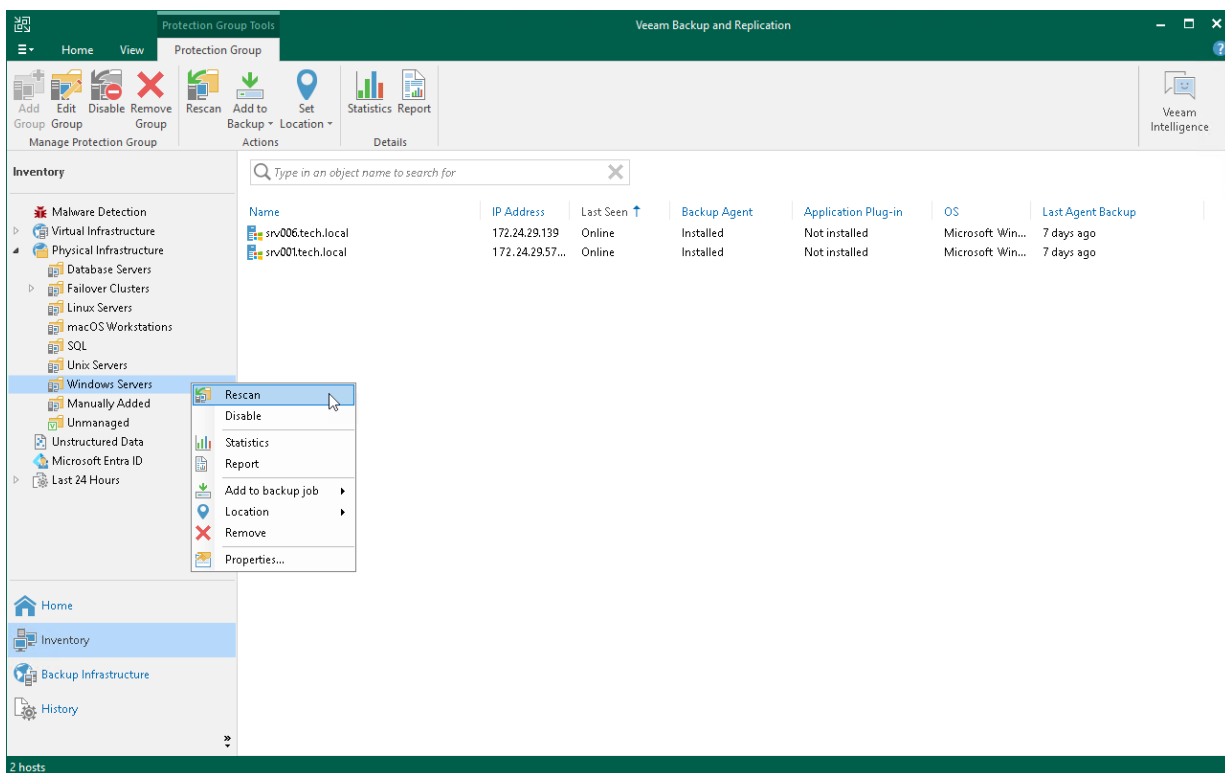 Protection Group Tools
Veeam Backup and Replication
Home View Protection Group
Add Group
Edit Group
Disable
Remove Group
Rescan
Add to Backup
Set Location
Statistics
Report
Veeam Intelligence
Manage Protection Group
Actions
Details
Inventory
Type in an object name to search for
Malware Detection
Virtual Infrastructure
Physical Infrastructure
Database Servers
Failover Clusters
Linux Servers
macOS Workstations
SQL
Unix Servers
Windows Servers
Manually Added
Unmanaged
Unstructured Data
Microsoft Entra ID
Last 24 Hours
Name IP Address Last Seen Backup Agent Application Plug-in OS Last Agent Backup
srv006.tech.local 172.24.29.139 Online Installed Not installed Microsoft Win... 7 days ago
srv001.tech.local 172.24.29.57... Online Installed Not installed Microsoft Win... 7 days ago
Rescan
Disable
Statistics
Report
Add to backup job
Location
Remove
Properties...
Home
Inventory
Backup Infrastructure
History
2 hosts